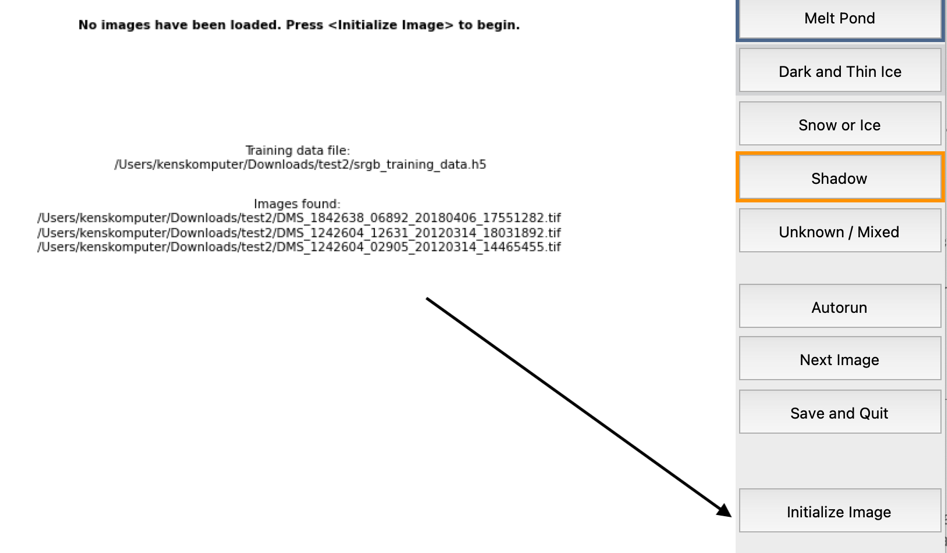 No images have been loaded. Press <Initialize Image> to begin.
Training data file:
/Users/kenskomputer/Downloads/test2/srgb_training_data.h5
Images found:
/Users/kenskomputer/Downloads/test2/DMS_1842638_06892_20180406_17551282.tif
/Users/kenskomputer/Downloads/test2/DMS_1242604_12631_20120314_18031892.tif
/Users/kenskomputer/Downloads/test2/DMS_1242604_02905_20120314_14465455.tif
Melt Pond
Dark and Thin Ice
Snow or Ice
Shadow
Unknown / Mixed
Autorun
Next Image
Save and Quit
Initialize Image